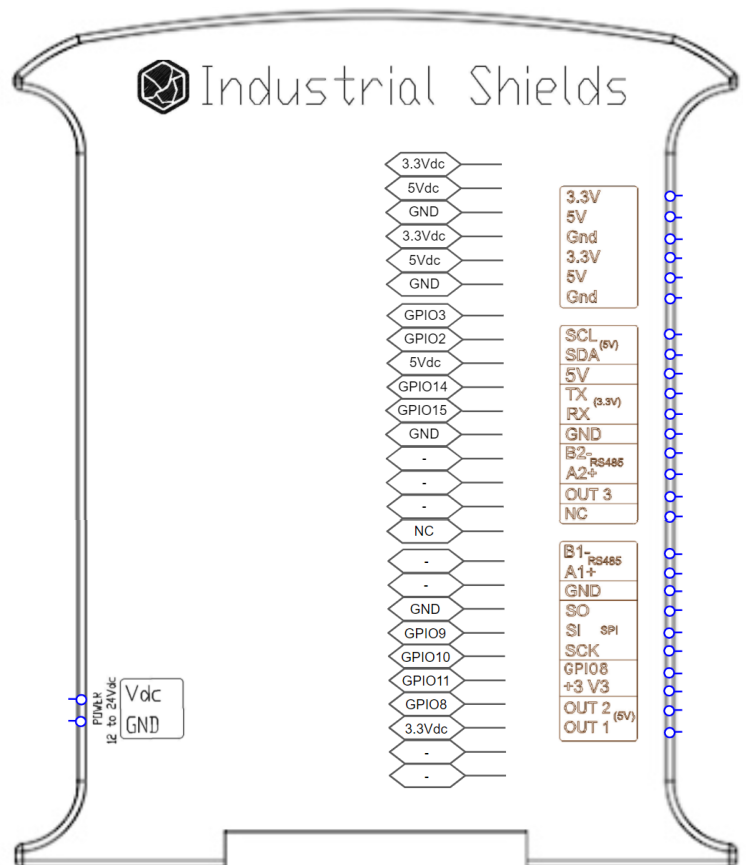 Industrial Shields
3.3Vdc
5Vdc
GND
3.3Vdc
5Vdc
GND
GPIO3
GPIO2
5Vdc
GPIO14
GPIO15
GND
-
-
-
NC
-
-
GND
GPIO9
GPIO10
GPIO11
GPIO8
3.3Vdc
-
-
3.3V
5V
Gnd
3.3V
5V
Gnd
SCL
SDA
(5V)
5V
TX
RX
(3.3V)
GND
B2-
A2+
RS485
OUT 3
NC
B1-
A1+
RS485
GND
SO
SI SPI
SCK
GPIO8
+3 V3
OUT 2
OUT 1
(5V)
POWER
12 to 24Vdc
Vdc
GND